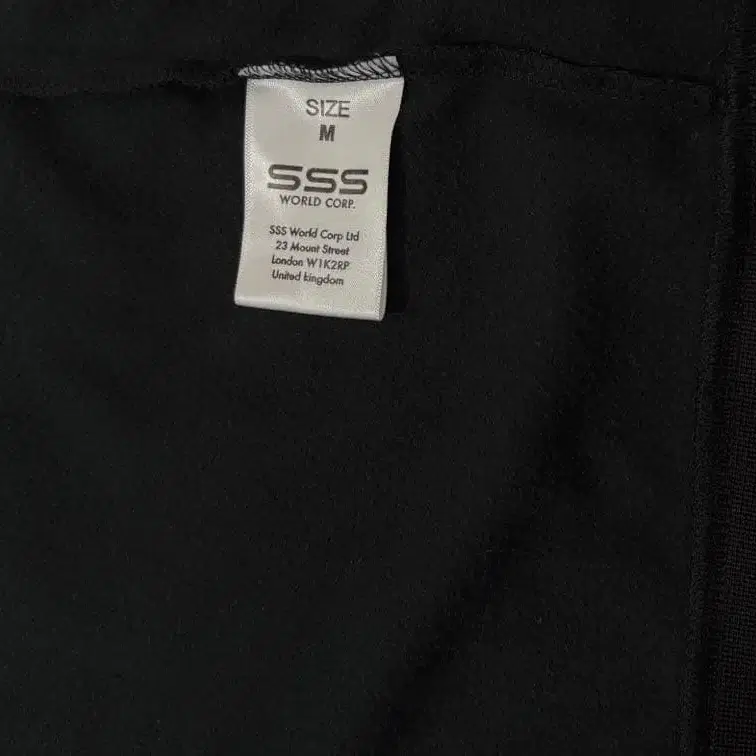 SIZE
M
SSS
WORLD CORP.
SSS World Corp Ltd
23 Mount Street
London W1K2RP
United kingdom